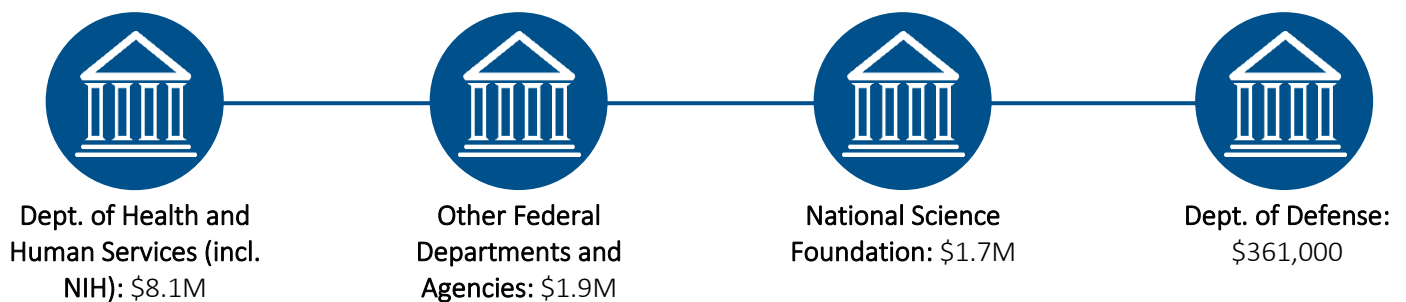 Dept. of Health and
Human Services (incl.
NIH): $8.1M
Other Federal
Departments and
Agencies: $1.9M
National Science
Foundation: $1.7M
Dept. of Defense:
$361,000